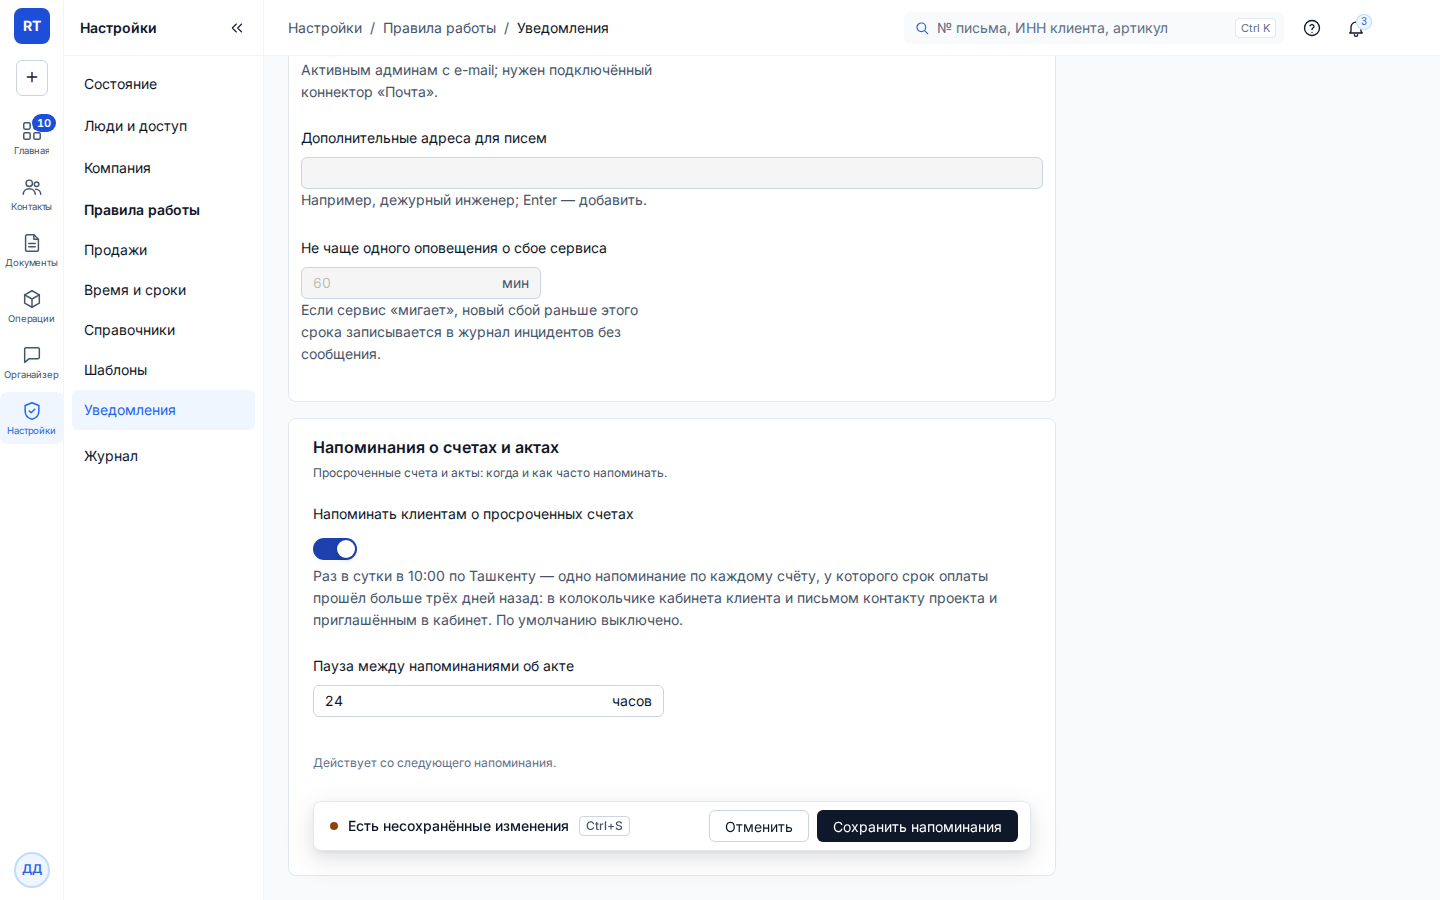 RT
Настройки
Настройки / Правила работы / Уведомления
№ письма, ИНН клиента, артикул
Ctrl K
3
10
Главная
Контакты
Документы
Операции
Органайзер
Настройки
ДД
Состояние
Люди и доступ
Компания
Правила работы
Продажи
Время и сроки
Справочники
Шаблоны
Уведомления
Журнал
Активным админам с e-mail; нужен подключённый
коннектор «Почта».
Дополнительные адреса для писем
Например, дежурный инженер; Enter — добавить.
Не чаще одного оповещения о сбое сервиса
60 мин
Если сервис «мигает», новый сбой раньше этого
срока записывается в журнал инцидентов без
сообщения.
Напоминания о счетах и актах
Просроченные счета и акты: когда и как часто напоминать.
Напоминать клиентам о просроченных счетах
Раз в сутки в 10:00 по Ташкенту — одно напоминание по каждому счёту, у которого срок оплаты
прошёл больше трёх дней назад: в колокольчике кабинета клиента и письмом контакту проекта и
приглашённым в кабинет. По умолчанию выключено.
Пауза между напоминаниями об акте
24 часов
Действует со следующего напоминания.
Есть несохранённые изменения Ctrl+S
Отменить
Сохранить напоминания